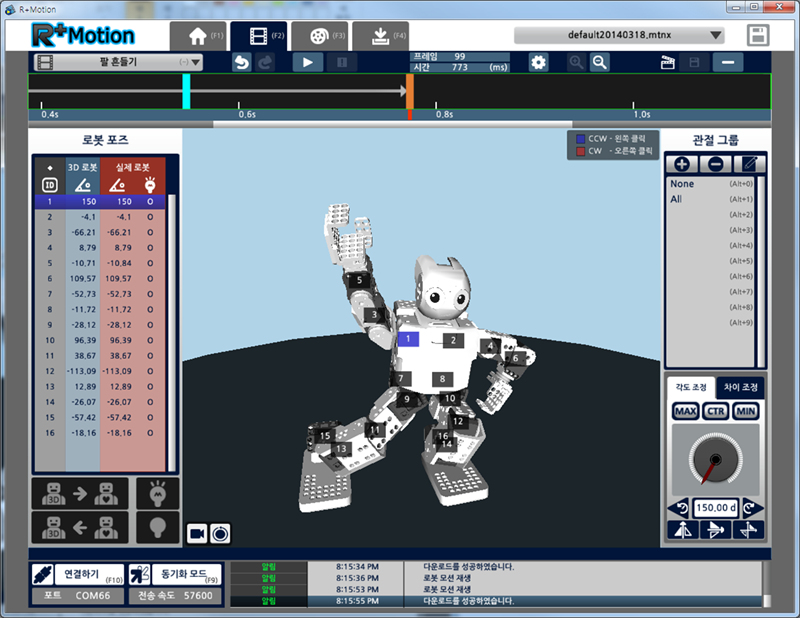 R+Motion
R+Motion
(F1)
(F2)
(F3)
(F4)
default20140318.mtnx
팔 흔들기
(-)
프레임 99
시간 773 (ms)
0.4s 0.6s 0.8s 1.0s
로봇 포즈
3D 로봇 실제 로봇
ID
1 150 150 O
2 -4.1 -4.1 O
3 -66.21 -66.21 O
4 8.79 8.79 O
5 -10.71 -10.84 O
6 109.57 109.57 O
7 -52.73 -52.73 O
8 -11.72 -11.72 O
9 -28.12 -28.12 O
10 96.39 96.39 O
11 38.67 38.67 O
12 -113.09 -113.09 O
13 12.89 12.89 O
14 -26.07 -26.07 O
15 -57.42 -57.42 O
16 -18.16 -18.16 O
3D
3D
CCW - 왼쪽 클릭
CW - 오른쪽 클릭
5
3
1
2
4
6
7
8
9
10
12
11
15
13
16
14
관절 그룹
None (Alt+0)
All (Alt+1)
(Alt+2)
(Alt+3)
(Alt+4)
(Alt+5)
(Alt+6)
(Alt+7)
(Alt+8)
(Alt+9)
각도 조정 차이 조정
MAX CTR MIN
150.00 d
연결하기 (F10)
동기화 모드 (F9)
포트 COM66
전송 속도 57600
알림 8:15:34 PM 다운로드를 성공하였습니다.
알림 8:15:36 PM 로봇 모션 재생
알림 8:15:53 PM 로봇 모션 재생
알림 8:15:55 PM 다운로드를 성공하였습니다.